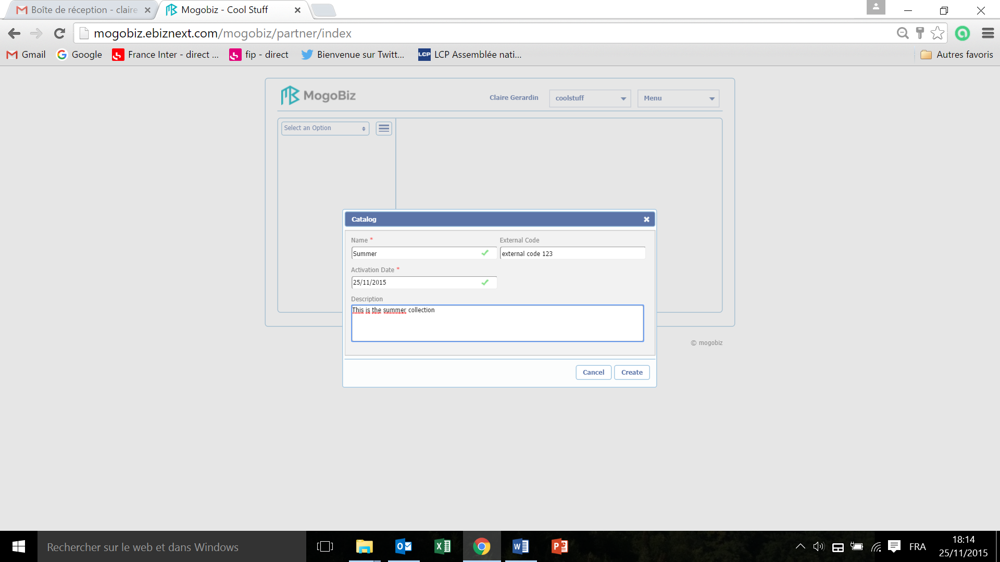 Boîte de réception - claire
Mogobiz - Cool Stuff
mogobiz.ebiznext.com/mogobiz/partner/index
Gmail
Google
France Inter - direct ...
fip - direct
Bienvenue sur Twitt...
LCP
LCP Assemblée nati...
Autres favoris
MogoBiz
Claire Gerardin
coolstuff
Menu
Select an Option
Catalog
Name *
External Code
Summer
external code 123
Activation Date *
25/11/2015
Description
This is the summer collection
© mogobiz
Cancel
Create
Rechercher sur le web et dans Windows
FRA
18:14
25/11/2015